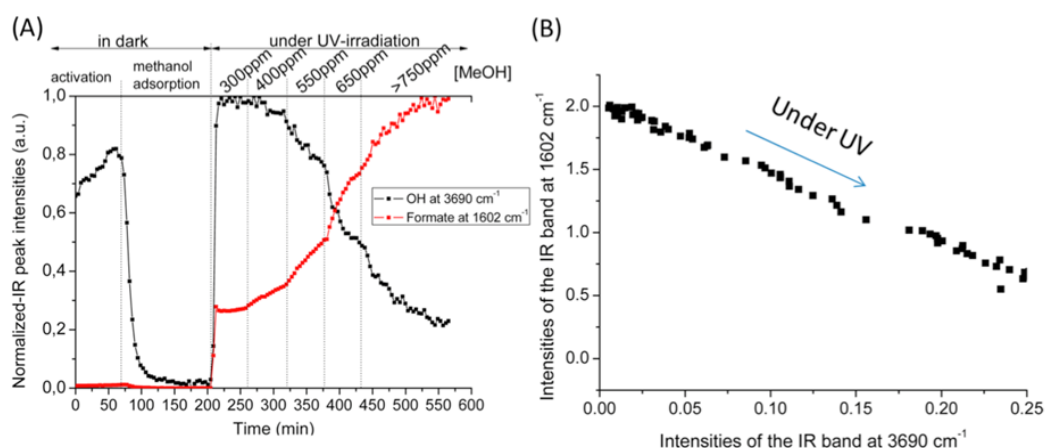 (A)
in dark
under UV-irradiation
activation
methanol
adsorption
300ppm
400ppm
550ppm
650ppm
>750ppm
[MeOH]
Normalized-IR peak intensities (a.u.)
1,0
0,8
0,6
0,4
0,2
0,0
OH at 3690 cm⁻¹
Formate at 1602 cm⁻¹
0 50 100 150 200 250 300 350 400 450 500 550 600
Time (min)
(B)
Intensities of the IR band at 1602 cm⁻¹
2.0
1.5
1.0
0.5
0.0
Under UV
0.00 0.05 0.10 0.15 0.20 0.25
Intensities of the IR band at 3690 cm⁻¹